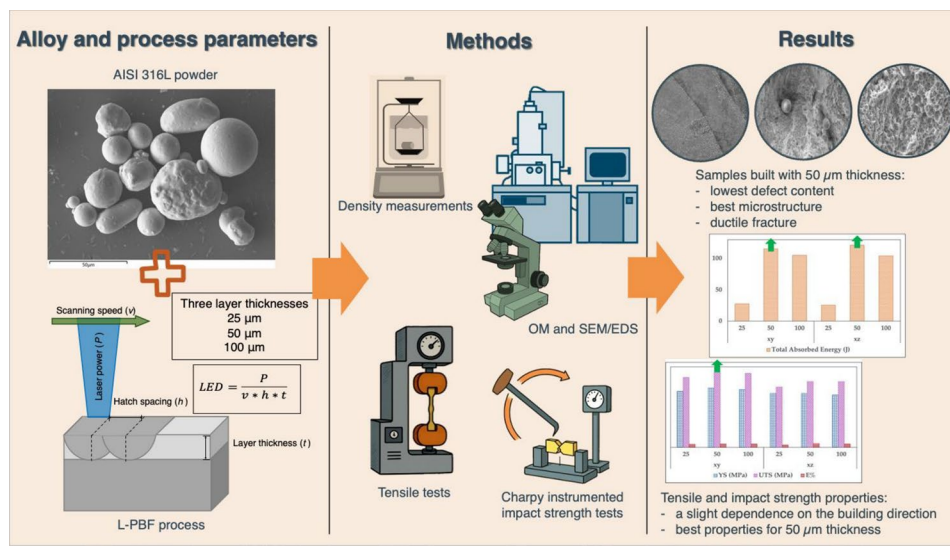 Alloy and process parameters
AISI 316L powder
50μm
Scanning speed (v)
Laser power (P)
Three layer thicknesses
25 μm
50 μm
100 μm
LED = P / v * h * t
Hatch spacing (h)
Layer thickness (t)
L-PBF process
Methods
Density measurements
OM and SEM/EDS
Tensile tests
Charpy instrumented
impact strength tests
Results
Samples built with 50 μm thickness:
- lowest defect content
- best microstructure
- ductile fracture
100
50
0
25 50 100 25 50 100
xy xz
Total Absorbed Energy (J)
25 50 100 25 50 100
xy xz
YS (MPa) UTS (MPa)
Tensile and impact strength properties:
- a slight dependence on the building direction
- best properties for 50 μm thickness